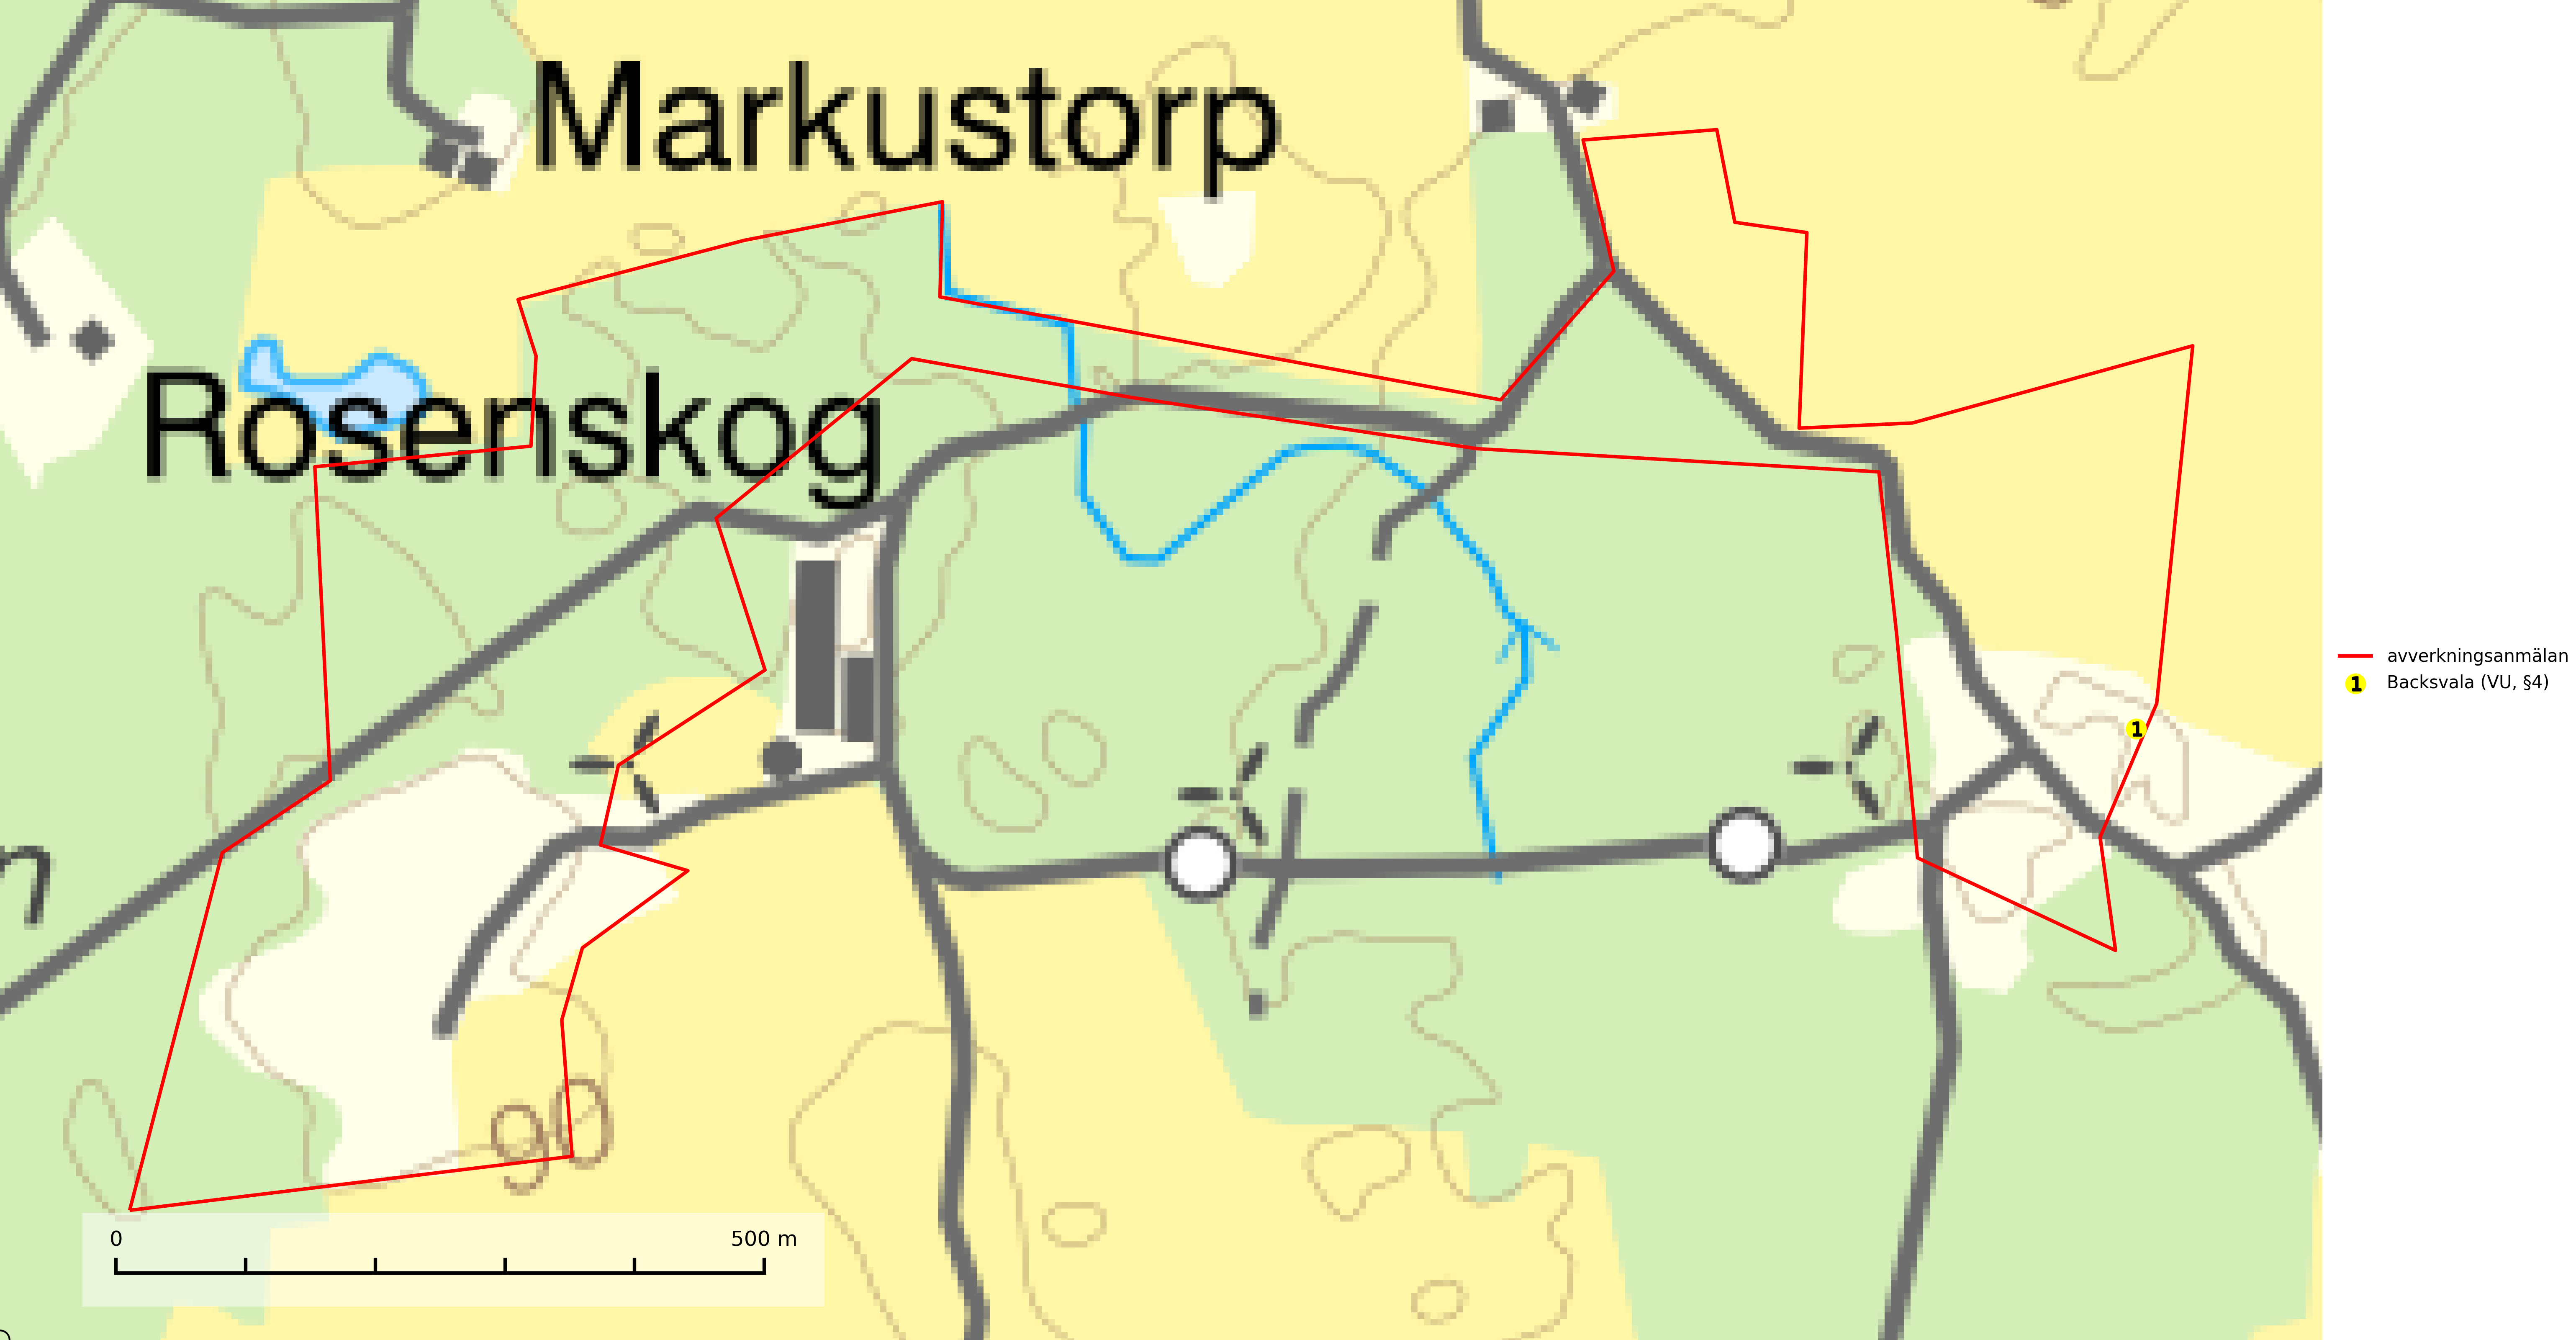 Markustorp
Rosenskog
avverkningsanmälan
1 Backsvala (VU, §4)
1
n
90
0 500 m